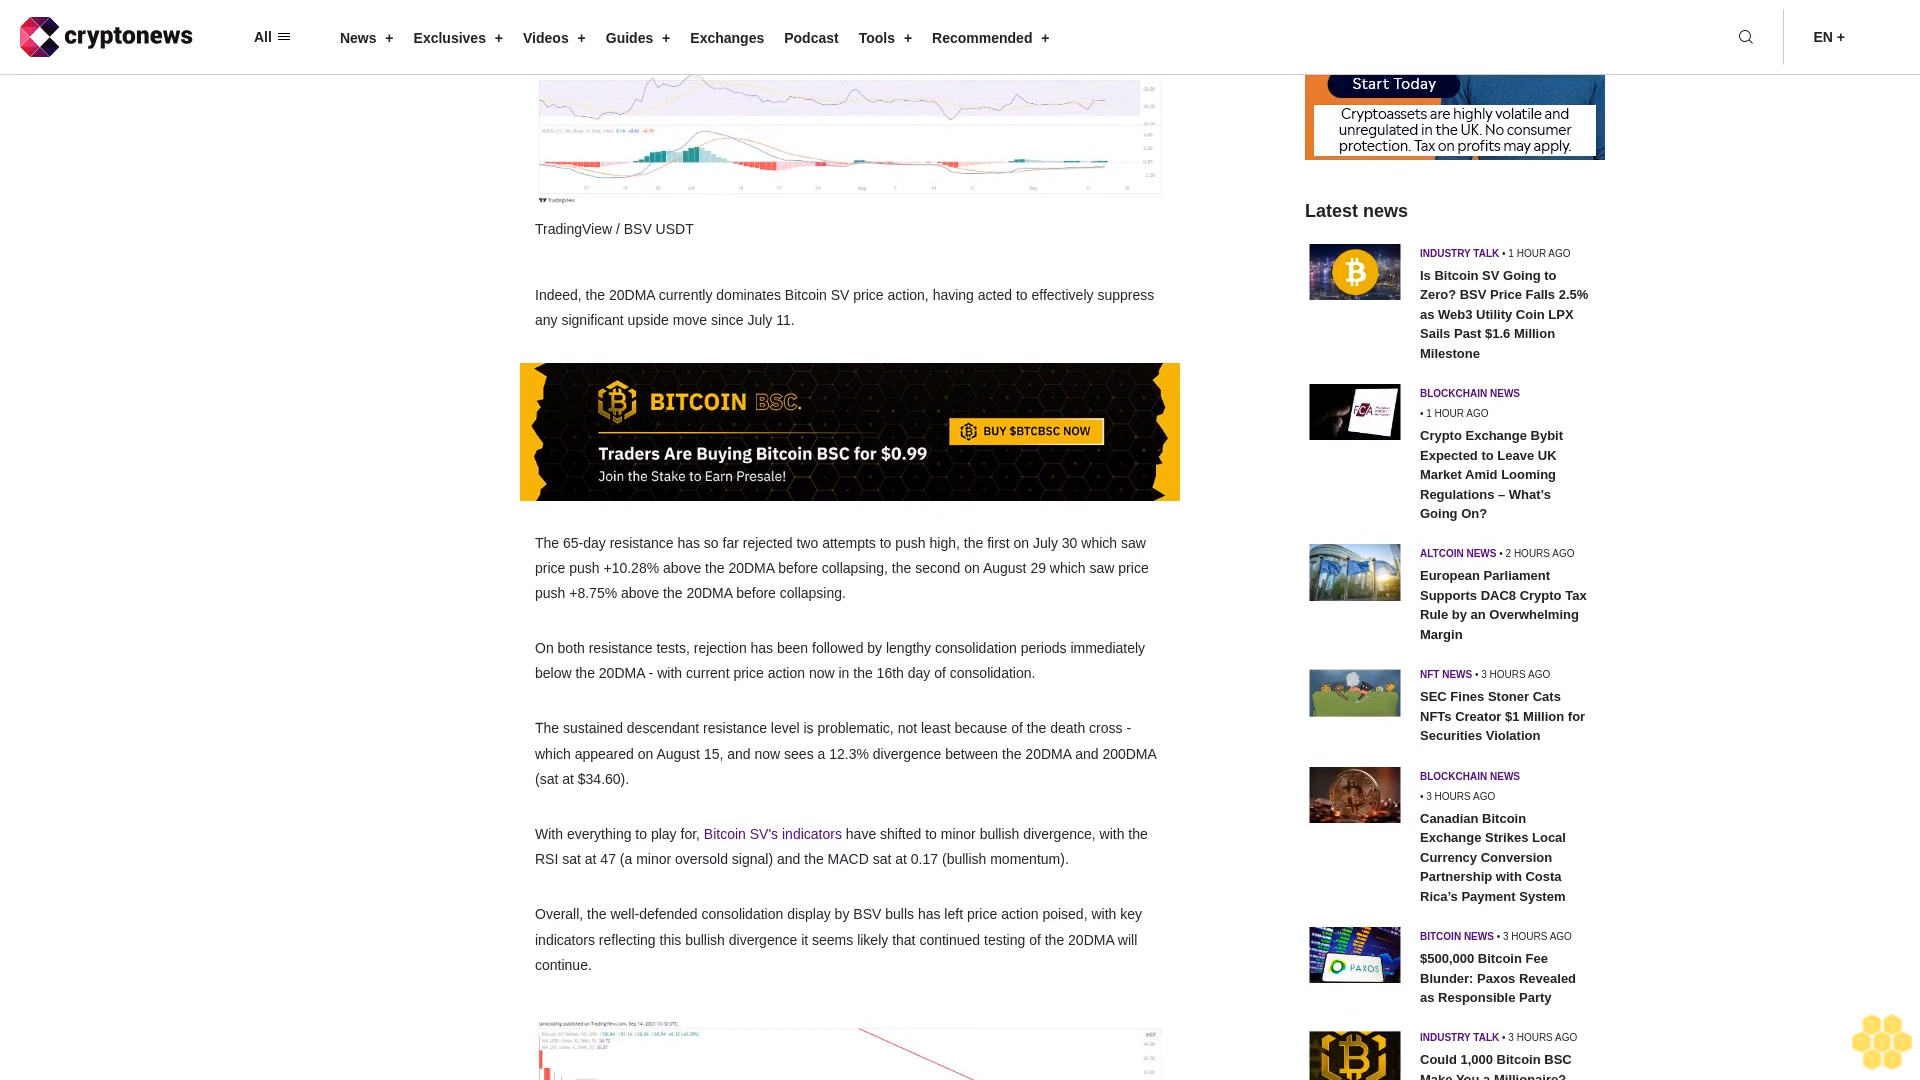 cryptonews
All
News +
Exclusives +
Videos +
Guides +
Exchanges
Podcast
Tools +
Recommended +
EN +
TradingView
TradingView / BSV USDT
Indeed, the 20DMA currently dominates Bitcoin SV price action, having acted to effectively suppress
any significant upside move since July 11.
BITCOIN BSC.
Traders Are Buying Bitcoin BSC for $0.99
Join the Stake to Earn Presale!
BUY $BTCBSC NOW
The 65-day resistance has so far rejected two attempts to push high, the first on July 30 which saw
price push +10.28% above the 20DMA before collapsing, the second on August 29 which saw price
push +8.75% above the 20DMA before collapsing.
On both resistance tests, rejection has been followed by lengthy consolidation periods immediately
below the 20DMA - with current price action now in the 16th day of consolidation.
The sustained descendant resistance level is problematic, not least because of the death cross -
which appeared on August 15, and now sees a 12.3% divergence between the 20DMA and 200DMA
(sat at $34.60).
With everything to play for, Bitcoin SV's indicators have shifted to minor bullish divergence, with the
RSI sat at 47 (a minor oversold signal) and the MACD sat at 0.17 (bullish momentum).
Overall, the well-defended consolidation display by BSV bulls has left price action poised, with key
indicators reflecting this bullish divergence it seems likely that continued testing of the 20DMA will
continue.
Start Today
Cryptoassets are highly volatile and
unregulated in the UK. No consumer
protection. Tax on profits may apply.
Latest news
INDUSTRY TALK • 1 HOUR AGO
Is Bitcoin SV Going to
Zero? BSV Price Falls 2.5%
as Web3 Utility Coin LPX
Sails Past $1.6 Million
Milestone
BLOCKCHAIN NEWS
• 1 HOUR AGO
Crypto Exchange Bybit
Expected to Leave UK
Market Amid Looming
Regulations – What's
Going On?
FCA
ALTCOIN NEWS • 2 HOURS AGO
European Parliament
Supports DAC8 Crypto Tax
Rule by an Overwhelming
Margin
NFT NEWS • 3 HOURS AGO
SEC Fines Stoner Cats
NFTs Creator $1 Million for
Securities Violation
BLOCKCHAIN NEWS
• 3 HOURS AGO
Canadian Bitcoin
Exchange Strikes Local
Currency Conversion
Partnership with Costa
Rica's Payment System
BITCOIN NEWS • 3 HOURS AGO
$500,000 Bitcoin Fee
Blunder: Paxos Revealed
as Responsible Party
PAXOS
INDUSTRY TALK • 3 HOURS AGO
Could 1,000 Bitcoin BSC
Make You a Millionaire?